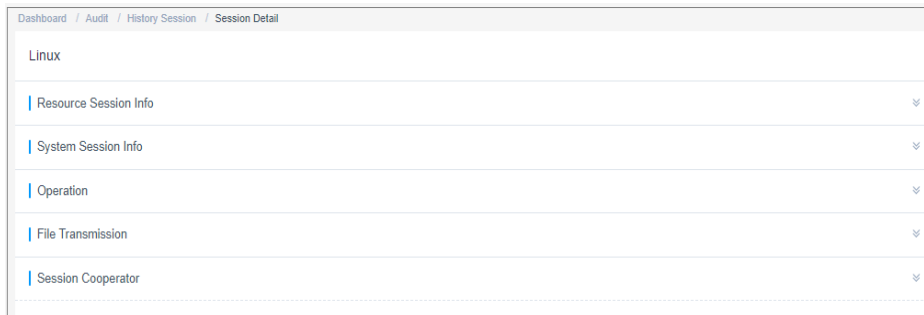 Dashboard / Audit / History Session / Session Detail
Linux
Resource Session Info
System Session Info
Operation
File Transmission
Session Cooperator